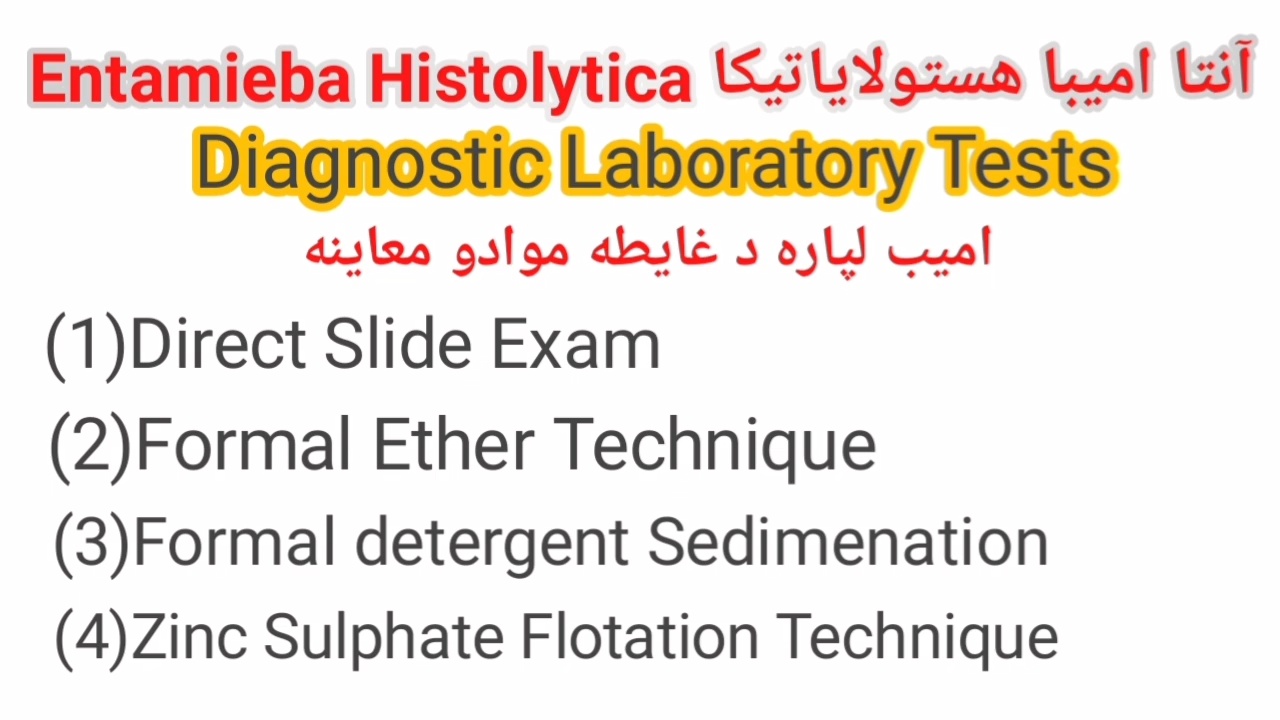 Entamieba Histolytica آنتا امیبا هستولایاتیکا
Diagnostic Laboratory Tests
امیب لپاره د غایطه موادو معاینه
(1)Direct Slide Exam
(2)Formal Ether Technique
(3)Formal detergent Sedimenation
(4)Zinc Sulphate Flotation Technique